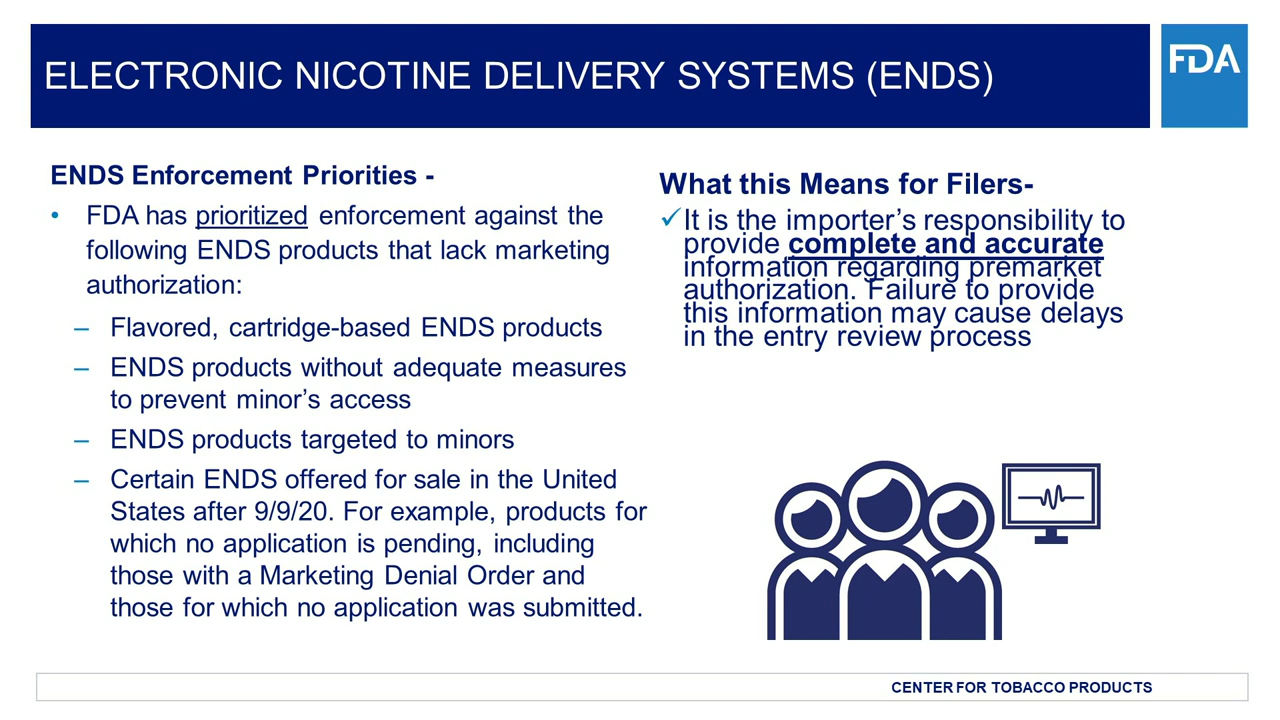 ELECTRONIC NICOTINE DELIVERY SYSTEMS (ENDS)
FDA
ENDS Enforcement Priorities -
• FDA has prioritized enforcement against the
following ENDS products that lack marketing
authorization:
– Flavored, cartridge-based ENDS products
– ENDS products without adequate measures
to prevent minor’s access
– ENDS products targeted to minors
– Certain ENDS offered for sale in the United
States after 9/9/20. For example, products for
which no application is pending, including
those with a Marketing Denial Order and
those for which no application was submitted.
What this Means for Filers-
✓It is the importer’s responsibility to
provide complete and accurate
information regarding premarket
authorization. Failure to provide
this information may cause delays
in the entry review process
CENTER FOR TOBACCO PRODUCTS